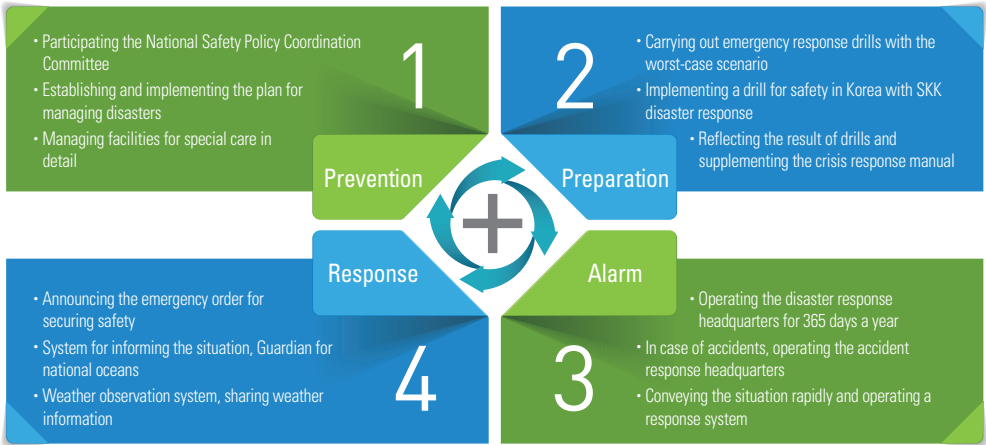 • Participating the National Safety Policy Coordination
Committee
• Establishing and implementing the plan for
managing disasters
• Managing facilities for special care in
detail
1
Prevention
2
• Carrying out emergency response drills with the
worst-case scenario
• Implementing a drill for safety in Korea with SKK
disaster response
• Reflecting the result of drills and
supplementing the crisis response manual
Preparation
Alarm
• Operating the disaster response
headquarters for 365 days a year
• In case of accidents, operating the accident
response headquarters
• Conveying the situation rapidly and operating a
response system
3
Response
• Announcing the emergency order for
securing safety
• System for informing the situation, Guardian for
national oceans
• Weather observation system, sharing weather
information
4